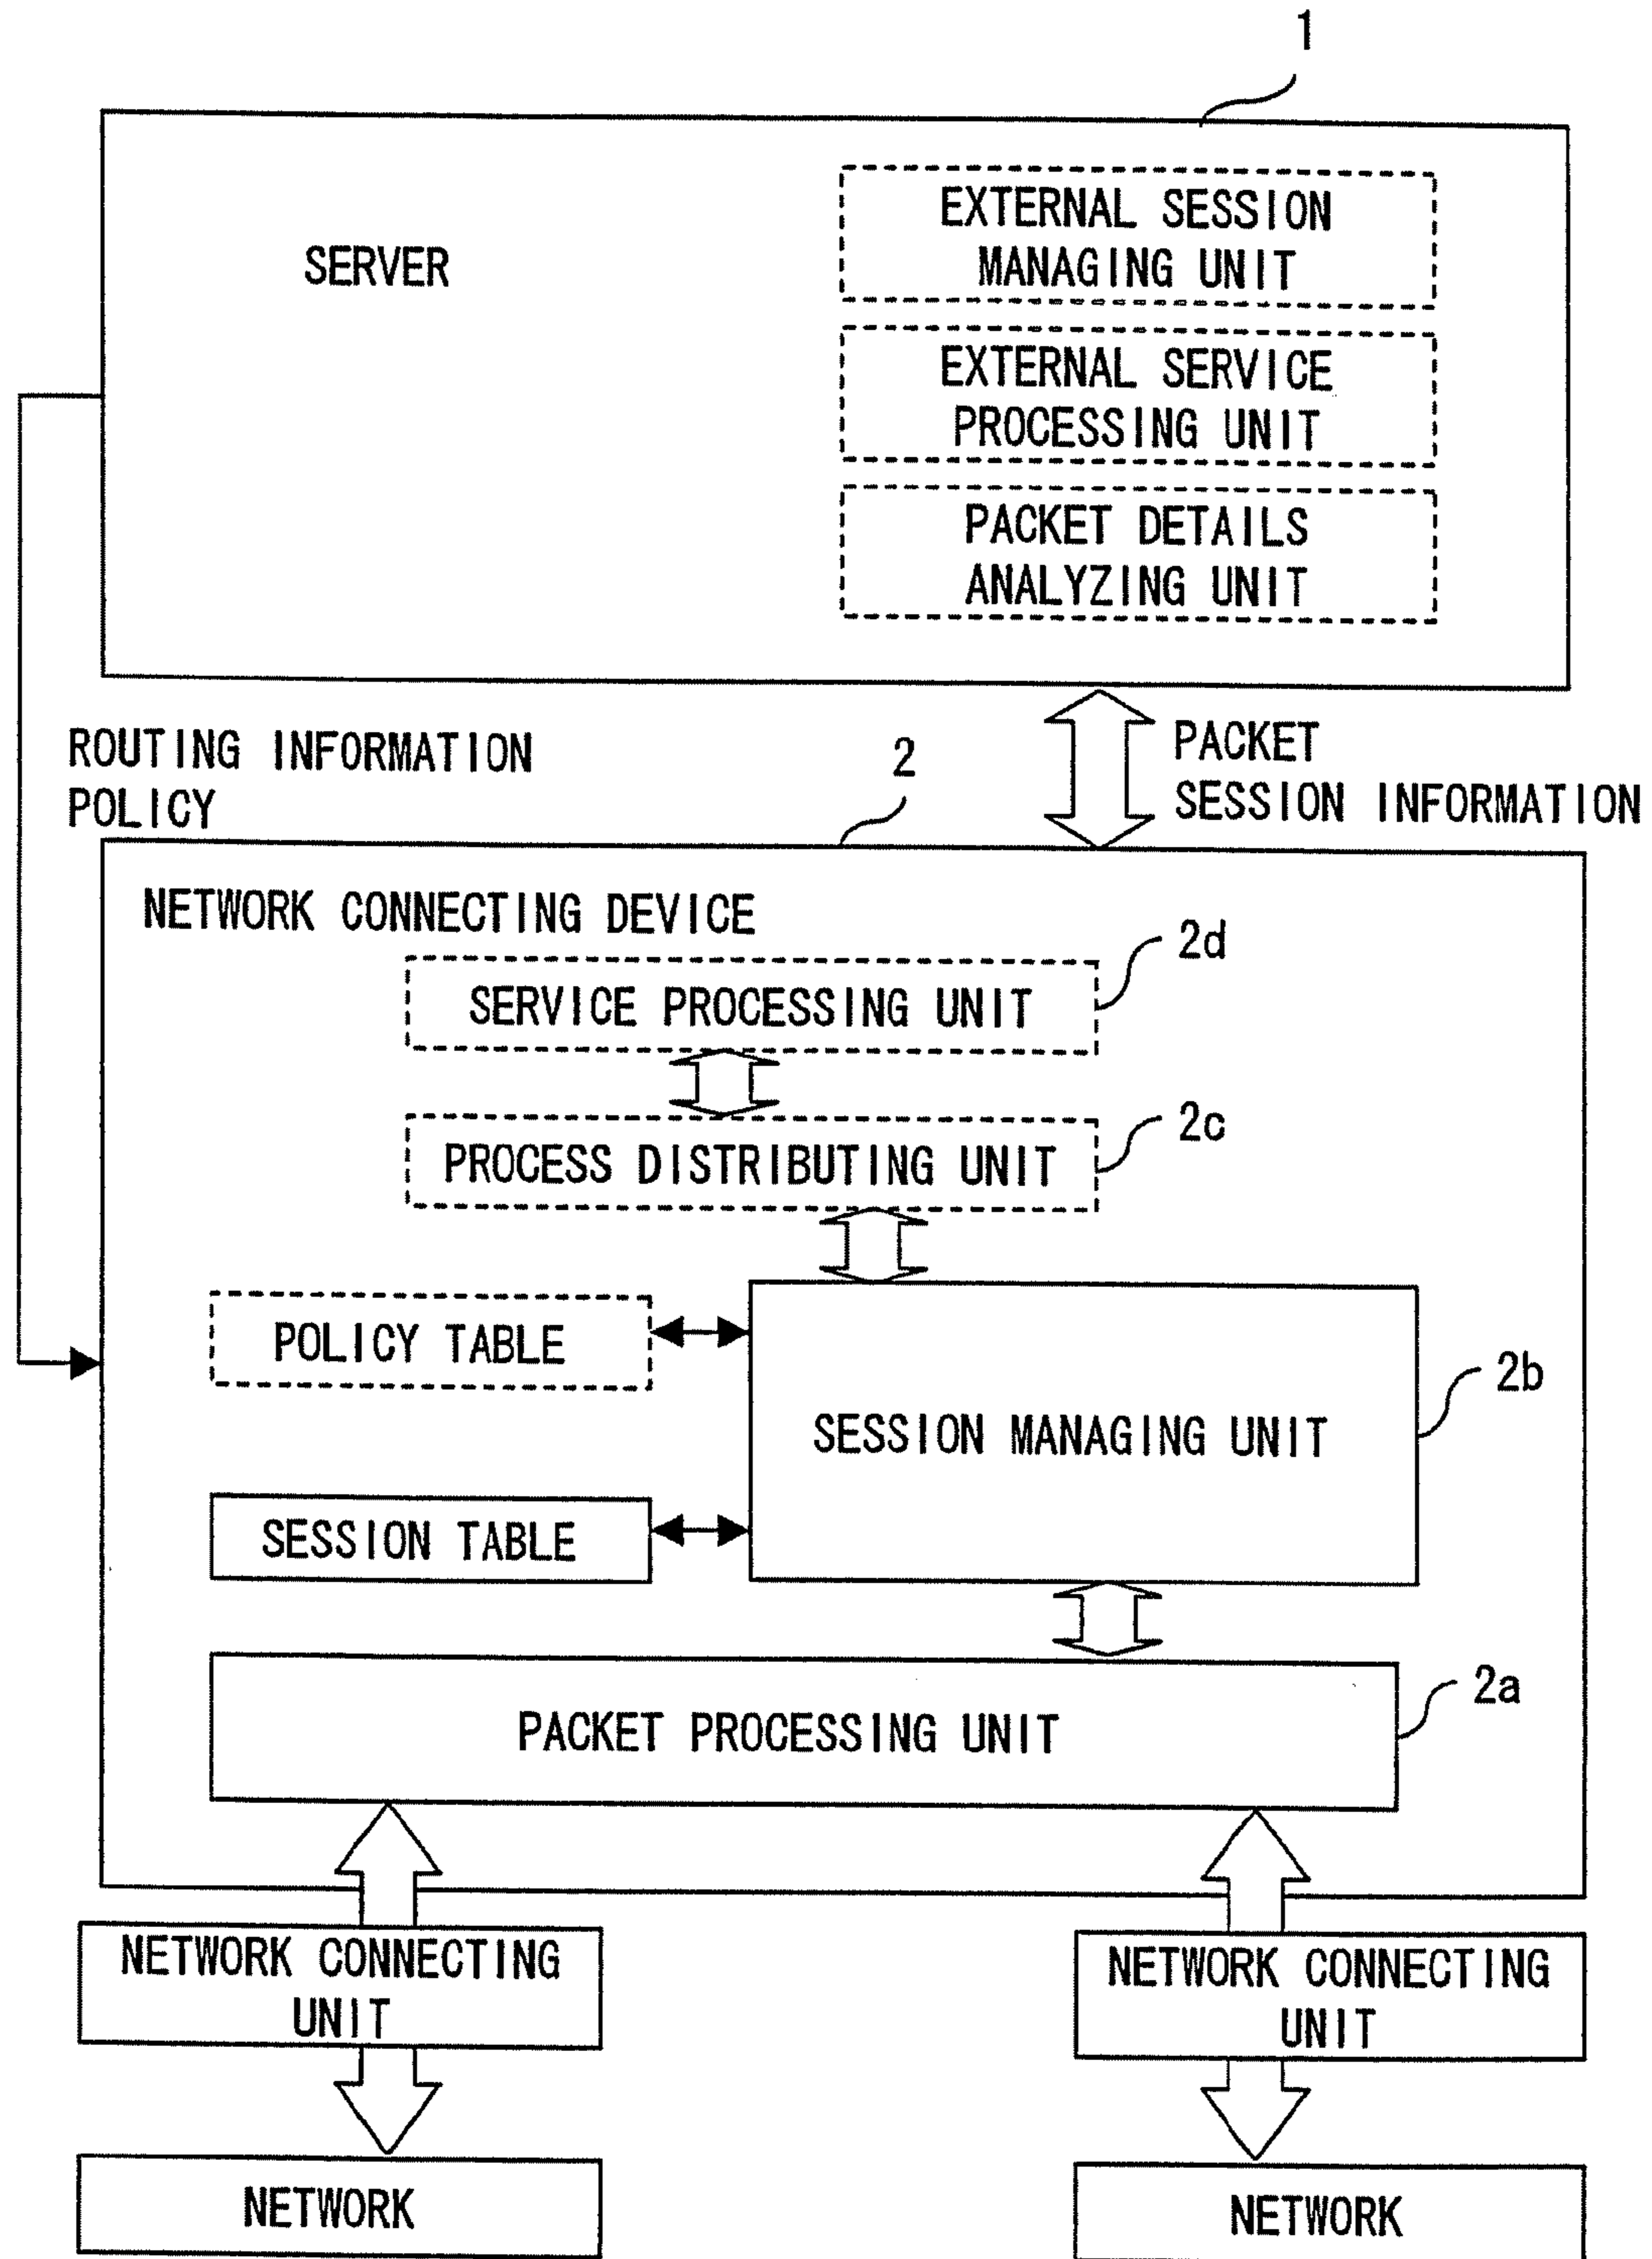 1
EXTERNAL SESSION
MANAGING UNIT
SERVER
EXTERNAL SERVICE
PROCESSING UNIT
PACKET DETAILS
ANALYZING UNIT
ROUTING INFORMATION
POLICY
2
PACKET
SESSION INFORMATION
NETWORK CONNECTING DEVICE
2d
SERVICE PROCESSING UNIT
2c
PROCESS DISTRIBUTING UNIT
POLICY TABLE
2b
SESSION MANAGING UNIT
SESSION TABLE
2a
PACKET PROCESSING UNIT
NETWORK CONNECTING
UNIT
NETWORK CONNECTING
UNIT
NETWORK
NETWORK